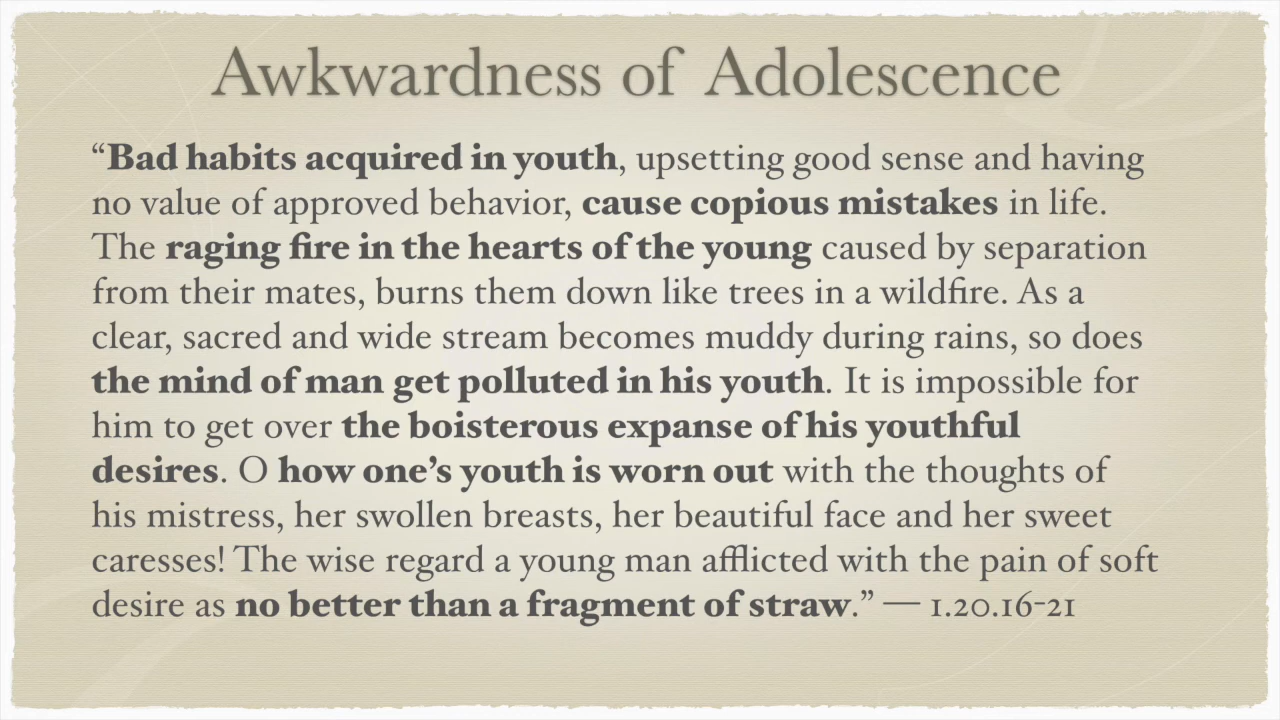 Awkwardness of Adolescence
“Bad habits acquired in youth, upsetting good sense and having
no value of approved behavior, cause copious mistakes in life.
The raging fire in the hearts of the young caused by separation
from their mates, burns them down like trees in a wildfire. As a
clear, sacred and wide stream becomes muddy during rains, so does
the mind of man get polluted in his youth. It is impossible for
him to get over the boisterous expanse of his youthful
desires. O how one’s youth is worn out with the thoughts of
his mistress, her swollen breasts, her beautiful face and her sweet
caresses! The wise regard a young man afflicted with the pain of soft
desire as no better than a fragment of straw.” — 1.20.16-21